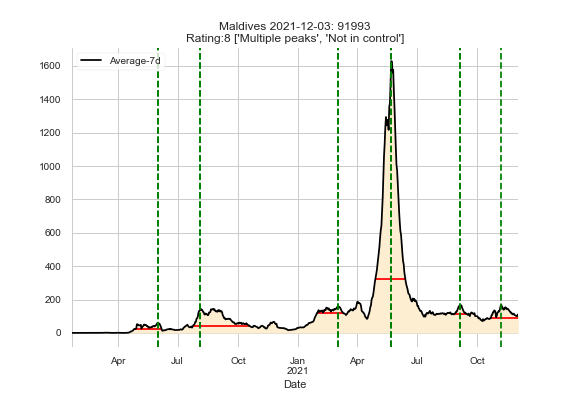 Maldives 2021-12-03: 91993
Rating:8 ['Multiple peaks', 'Not in control']
Average-7d
1600
1400
1200
1000
800
600
400
200
0
Apr Jul Oct Jan Apr Jul Oct
2021
Date